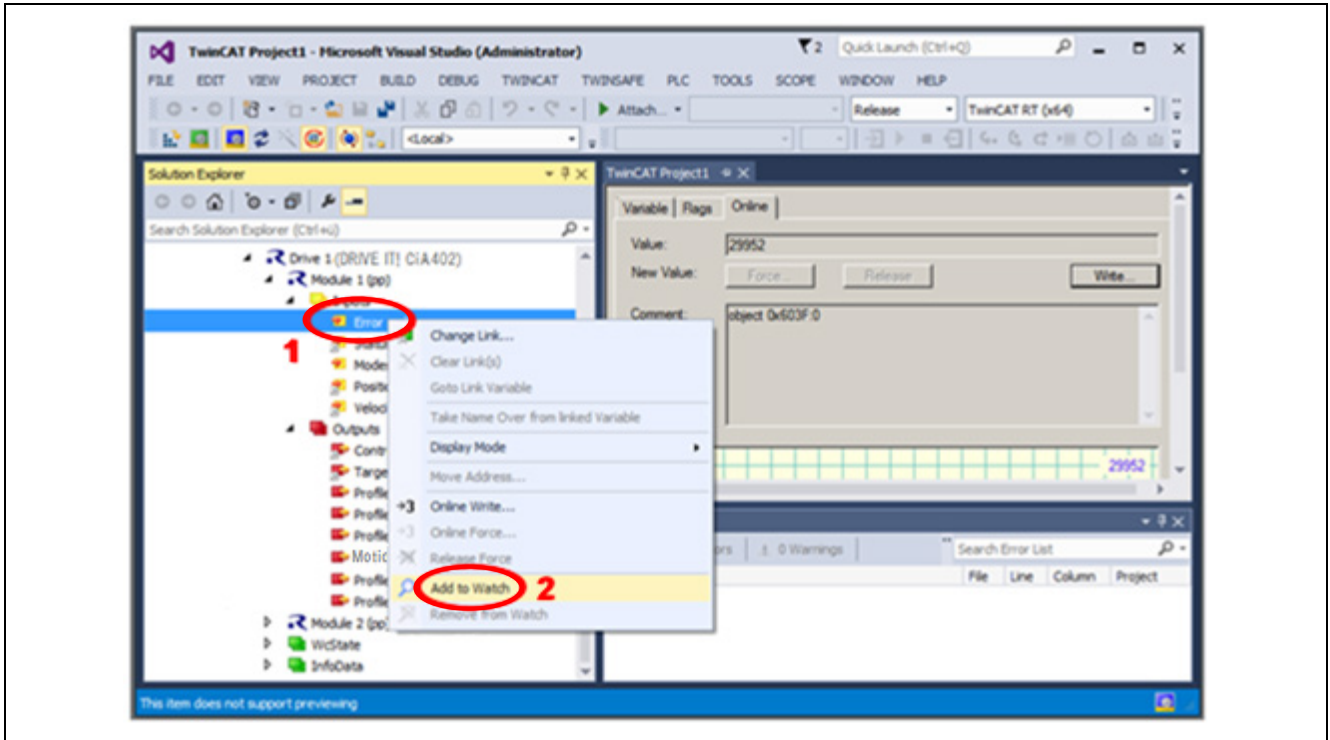 TwinCAT Project1 - Microsoft Visual Studio (Administrator)
2
Quick Launch (Ctrl+Q)
FILE EDIT VIEW PROJECT BUILD DEBUG TWINCAT TWINSAFE PLC TOOLS SCOPE WINDOW HELP
Attach...
Release
TwinCAT RT (x64)
<Local>
Solution Explorer
TwinCAT Project1
Search Solution Explorer (Ctrl+ü)
Drive 1 (DRIVE IT! CiA402)
Module 1 (pp)
Error
1
Modes
Outputs
Module 2 (pp)
WcState
InfoData
Change Link...
Clear Link(s)
Goto Link Variable
Take Name Over from linked Variable
Display Mode
Move Address...
Online Write...
Online Force...
Release Force
Add to Watch
2
Remove from Watch
Variable
Flags
Online
Value:
29952
New Value:
Force...
Release
Write...
Comment:
object 0x603F:0
29952
0 Warnings
Search Error List
File Line Column Project
This item does not support previewing